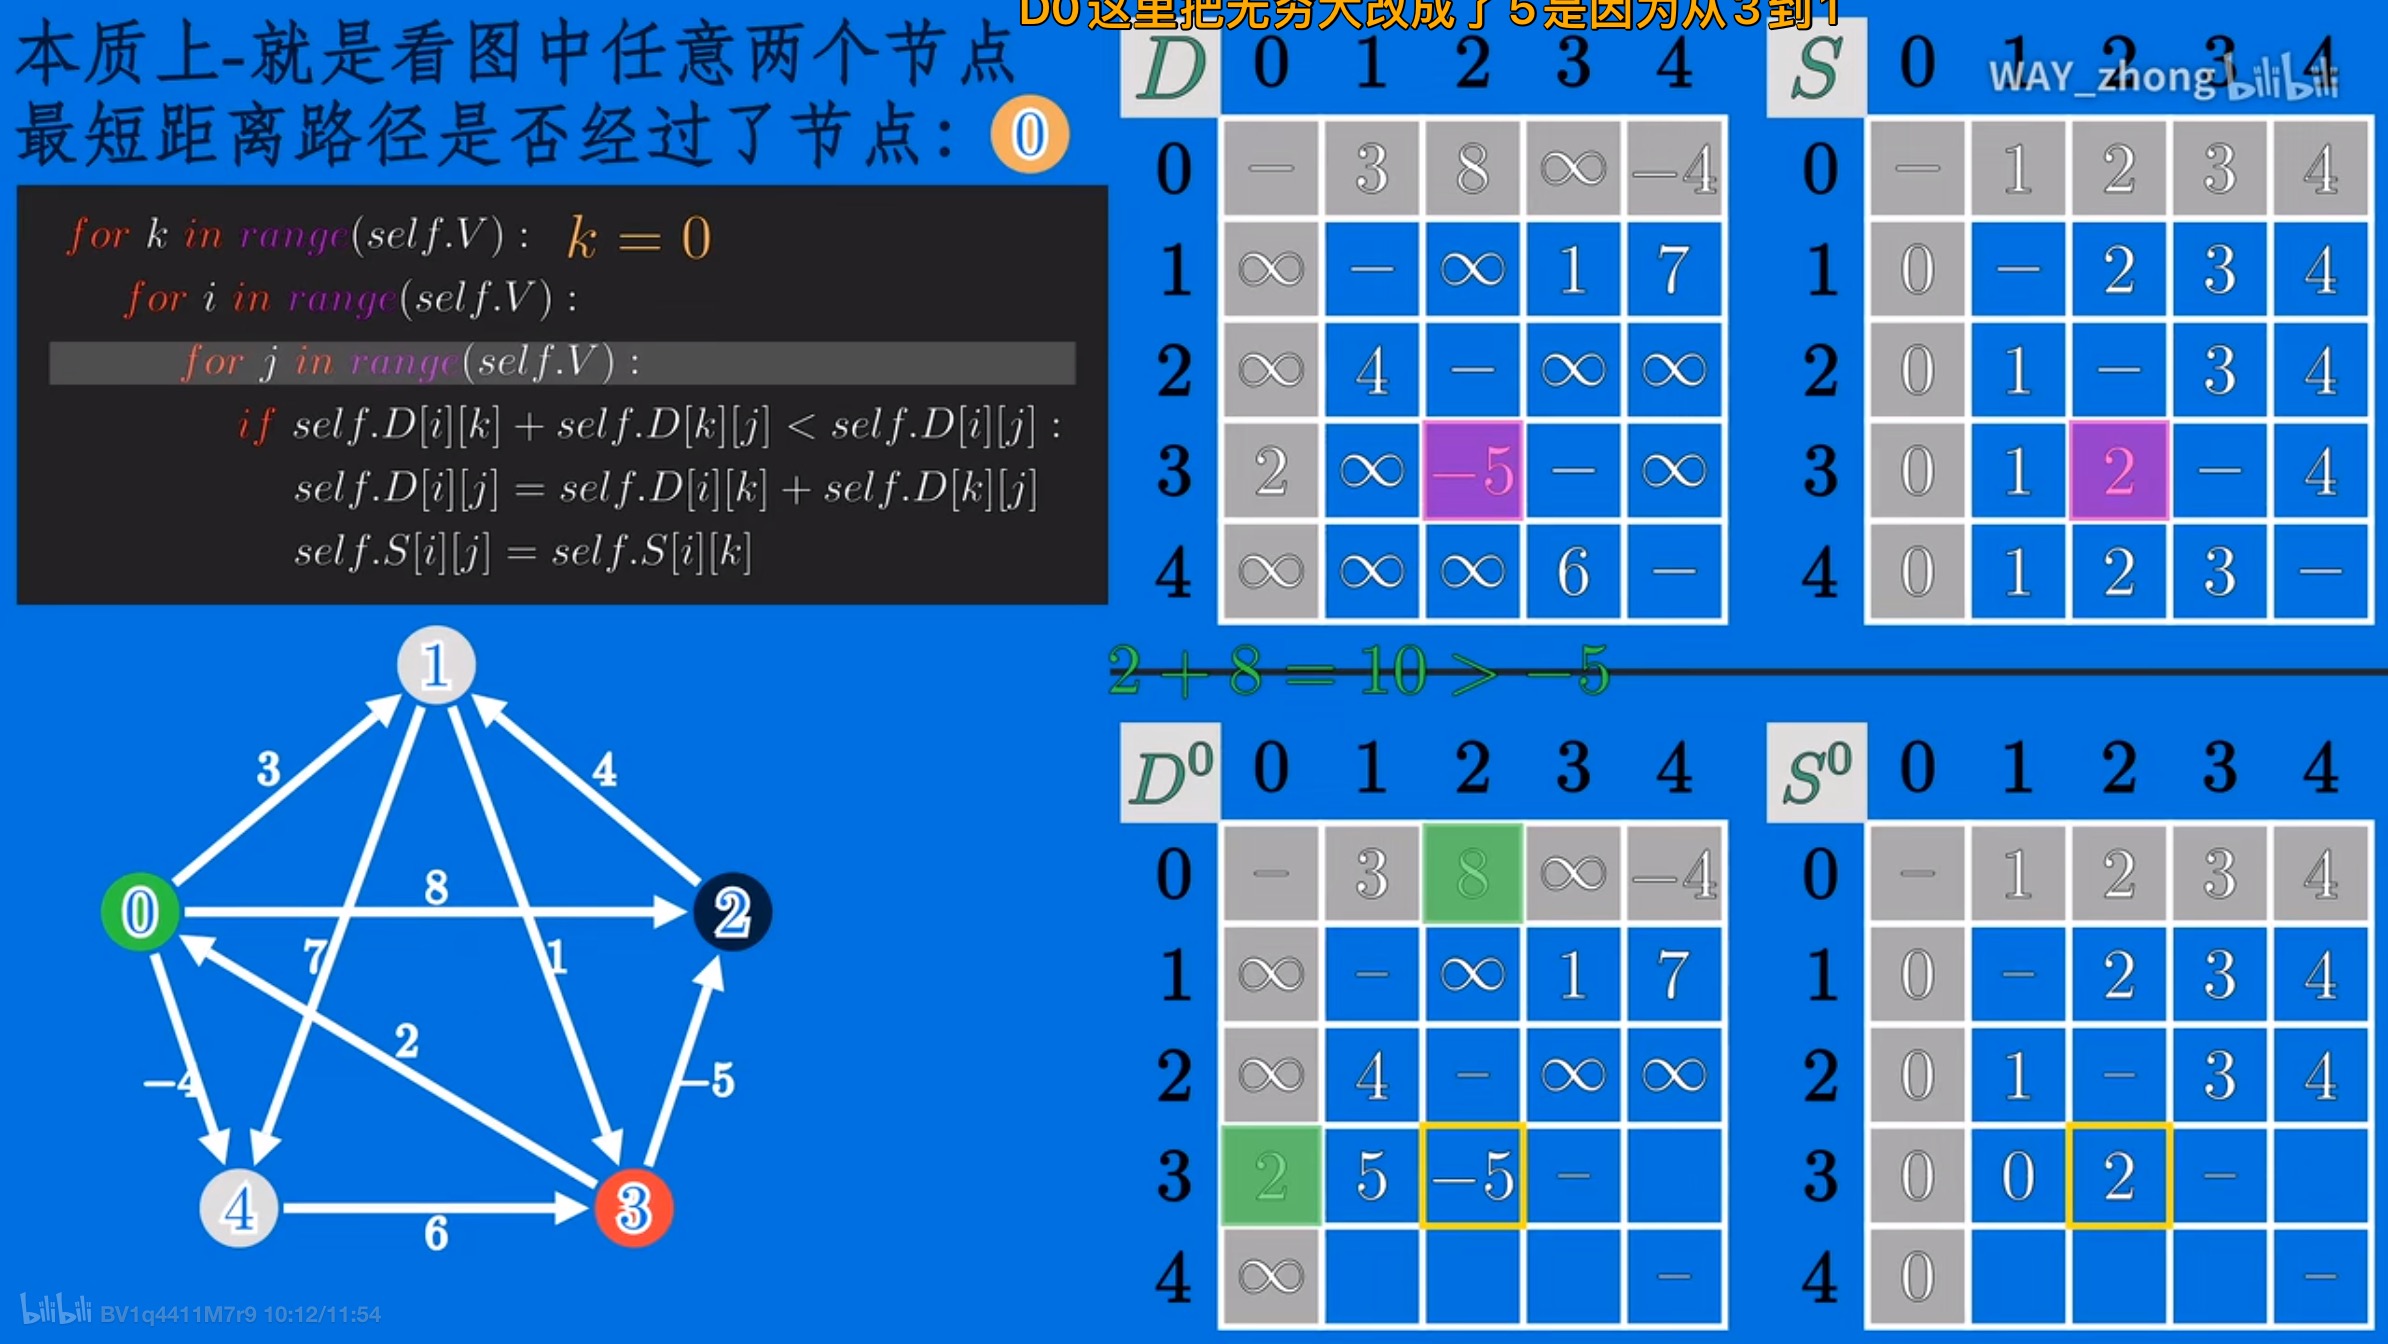 DO这里把无穷大改成了5是因为从3到1
本质上-就是看图中任意两个节点
最短距离路径是否经过了节点： 0
for k in range(self.V) : k = 0
for i in range(self.V) :
for j in range(self.V) :
if self.D[i][k] + self.D[k][j] < self.D[i][j] :
self.D[i][j] = self.D[i][k] + self.D[k][j]
self.S[i][j] = self.S[i][k]
D 0 1 2 3 4
0 − 3 8 ∞ −4
1 ∞ − ∞ 1 7
2 ∞ 4 − ∞ ∞
3 2 ∞ −5 − ∞
4 ∞ ∞ ∞ 6 −
S 0 1 2 3 4
WAY_zhong bilibili
0 − 1 2 3 4
1 0 − 2 3 4
2 0 1 − 3 4
3 0 1 2 − 4
4 0 1 2 3 −
2 + 8 = 10 > −5
1
3
4
0
8
2
7
1
2
−4
−5
4
6
3
D⁰ 0 1 2 3 4
0 − 3 8 ∞ −4
1 ∞ − ∞ 1 7
2 ∞ 4 − ∞ ∞
3 2 5 −5 −
4 ∞ −
S⁰ 0 1 2 3 4
0 − 1 2 3 4
1 0 − 2 3 4
2 0 1 − 3 4
3 0 0 2 −
4 0 −
bilibili BV1q4411M7r9 10:12/11:54